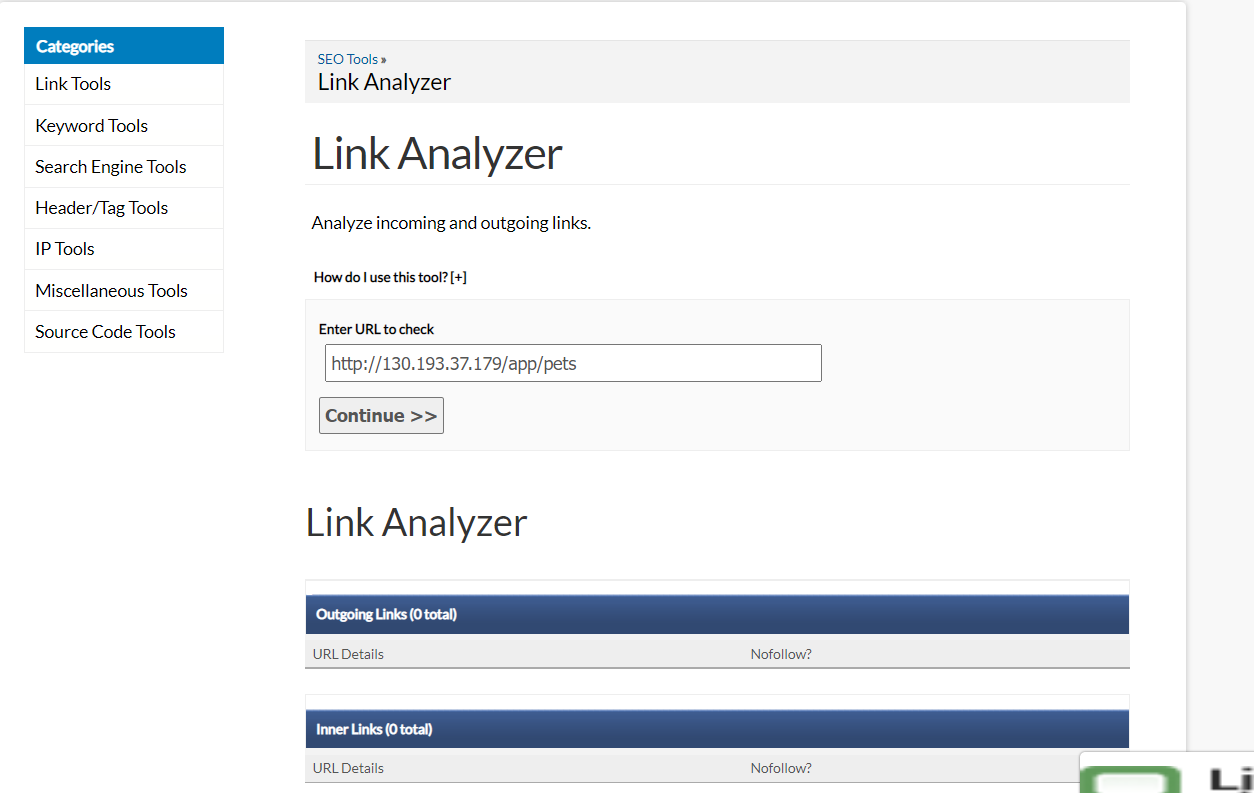 Categories
Link Tools
Keyword Tools
Search Engine Tools
Header/Tag Tools
IP Tools
Miscellaneous Tools
Source Code Tools
SEO Tools »
Link Analyzer
Link Analyzer
Analyze incoming and outgoing links.
How do I use this tool? [+]
Enter URL to check
http://130.193.37.179/app/pets
Continue >>
Link Analyzer
Outgoing Links (0 total)
URL Details Nofollow?
Inner Links (0 total)
URL Details Nofollow?